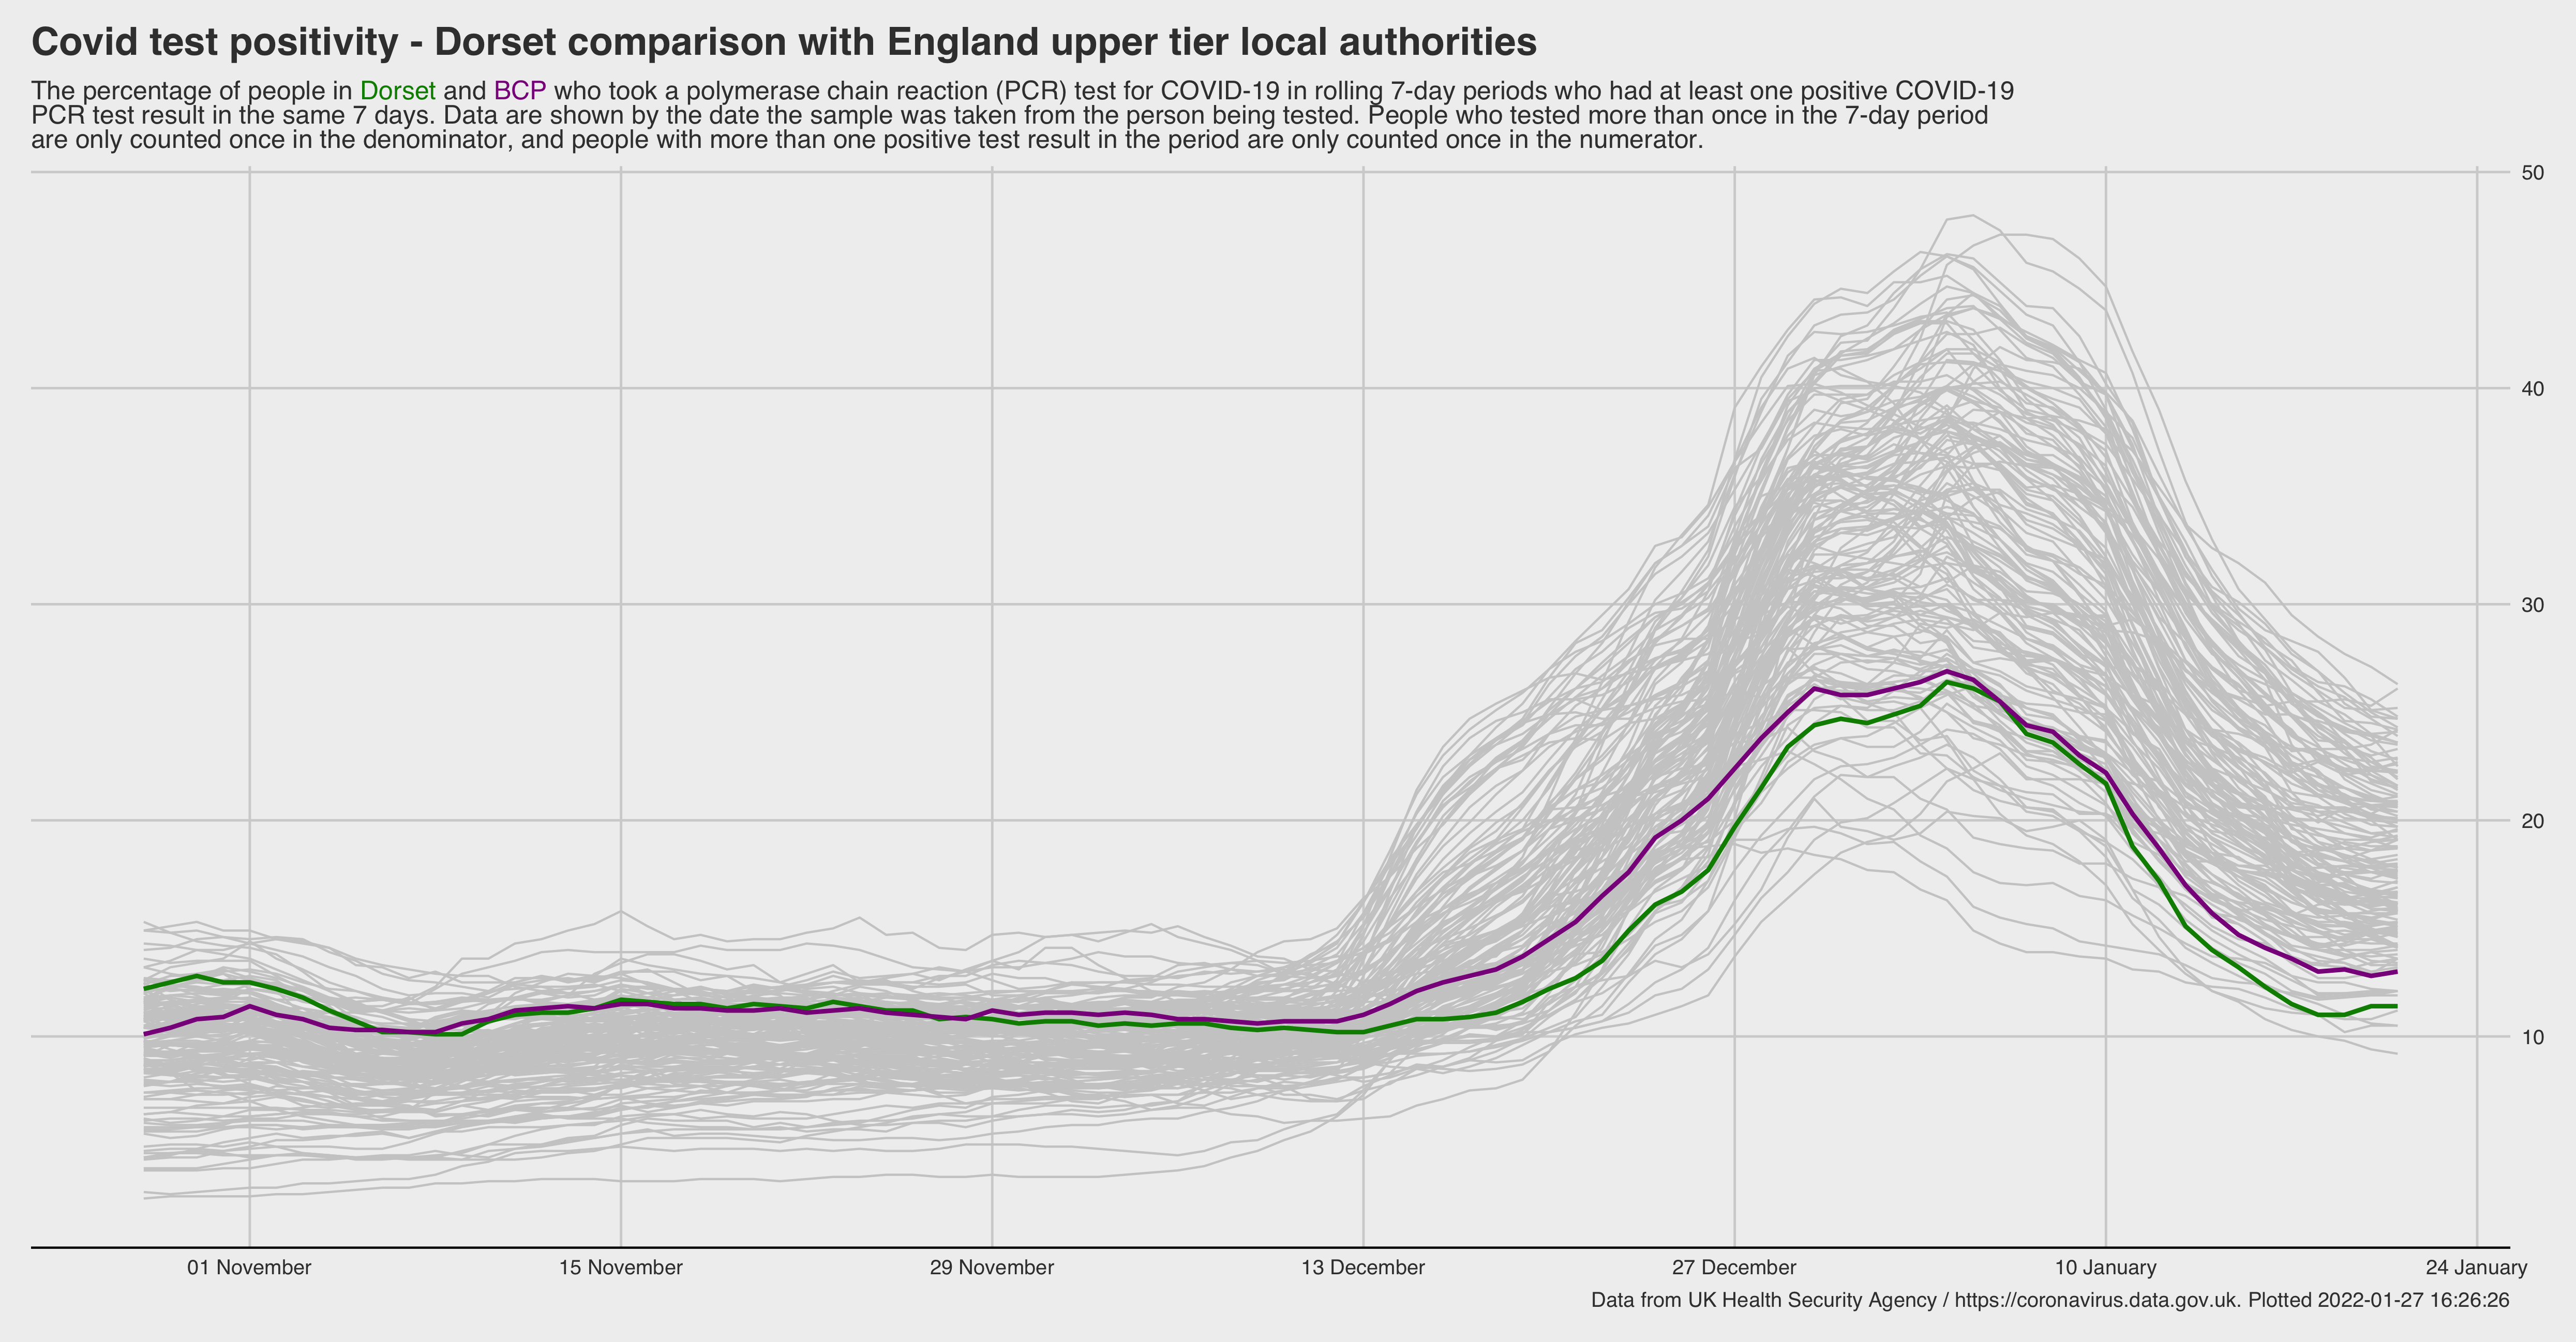 Covid test positivity - Dorset comparison with England upper tier local authorities
The percentage of people in Dorset and BCP who took a polymerase chain reaction (PCR) test for COVID-19 in rolling 7-day periods who had at least one positive COVID-19
PCR test result in the same 7 days. Data are shown by the date the sample was taken from the person being tested. People who tested more than once in the 7-day period
are only counted once in the denominator, and people with more than one positive test result in the period are only counted once in the numerator.
50
40
30
20
10
01 November
15 November
29 November
13 December
27 December
10 January
24 January
Data from UK Health Security Agency / https://coronavirus.data.gov.uk. Plotted 2022-01-27 16:26:26